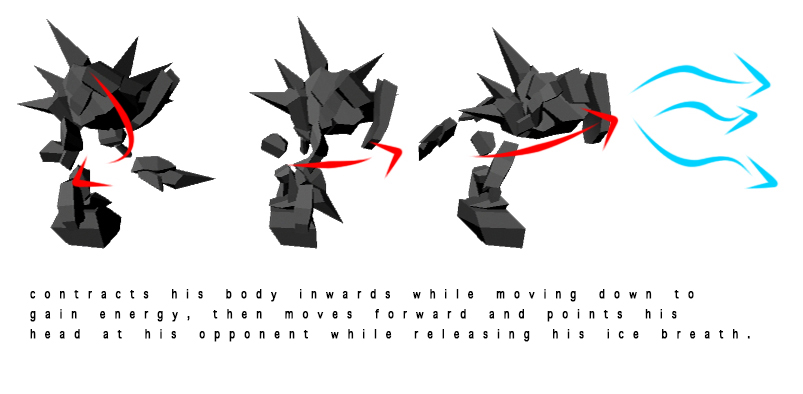 contracts his body inwards while moving down to
gain energy, then moves forward and points his
head at his opponent while releasing his ice breath.